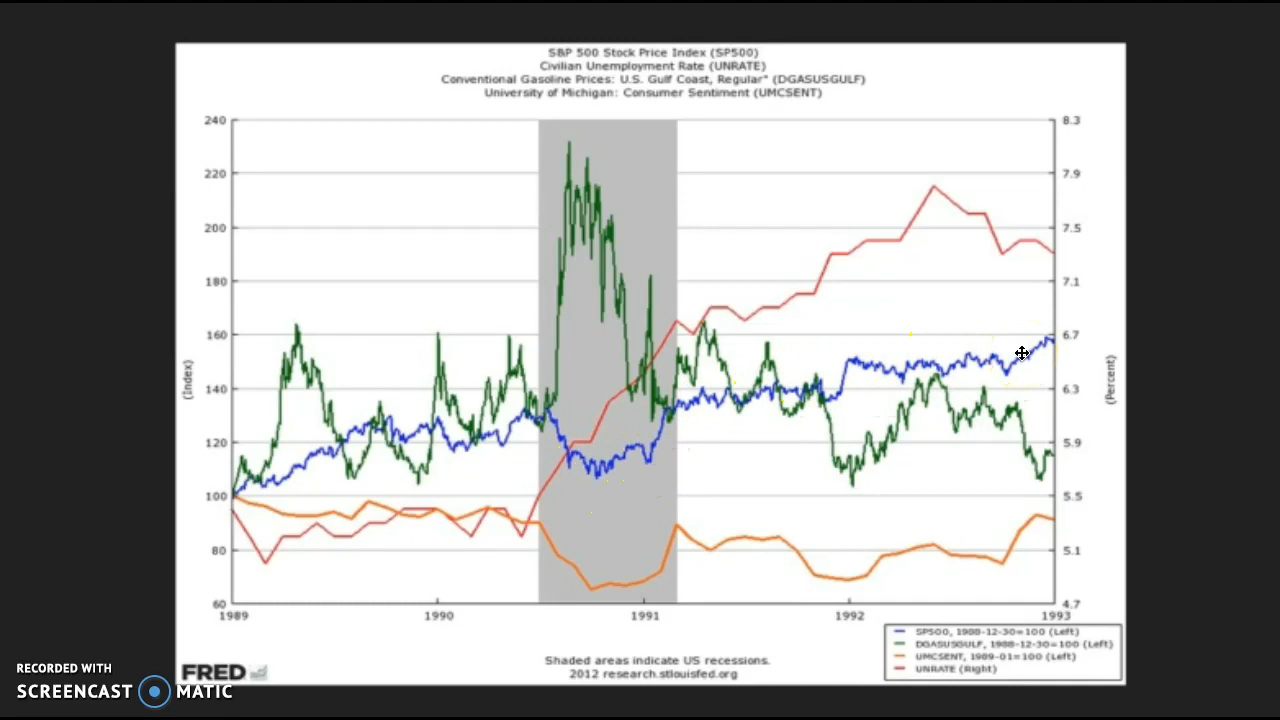 S&P 500 Stock Price Index (SP500)
Civilian Unemployment Rate (UNRATE)
Conventional Gasoline Prices: U.S. Gulf Coast, Regular" (DGASUSGULF)
University of Michigan: Consumer Sentiment (UMCSENT)
240 8.3
220 7.9
200 7.5
180 7.1
160 6.7
(Index) (Percent)
140 6.3
120 5.9
100 5.5
80 5.1
60 4.7
1989 1990 1991 1992 1993
SP500, 1988-12-30=100 (Left)
DGASUSGULF, 1988-12-30=100 (Left)
UMCSENT, 1989-01=100 (Left)
UNRATE (Right)
Shaded areas indicate US recessions.
2012 research.stlouisfed.org
FRED
RECORDED WITH
SCREENCAST MATIC